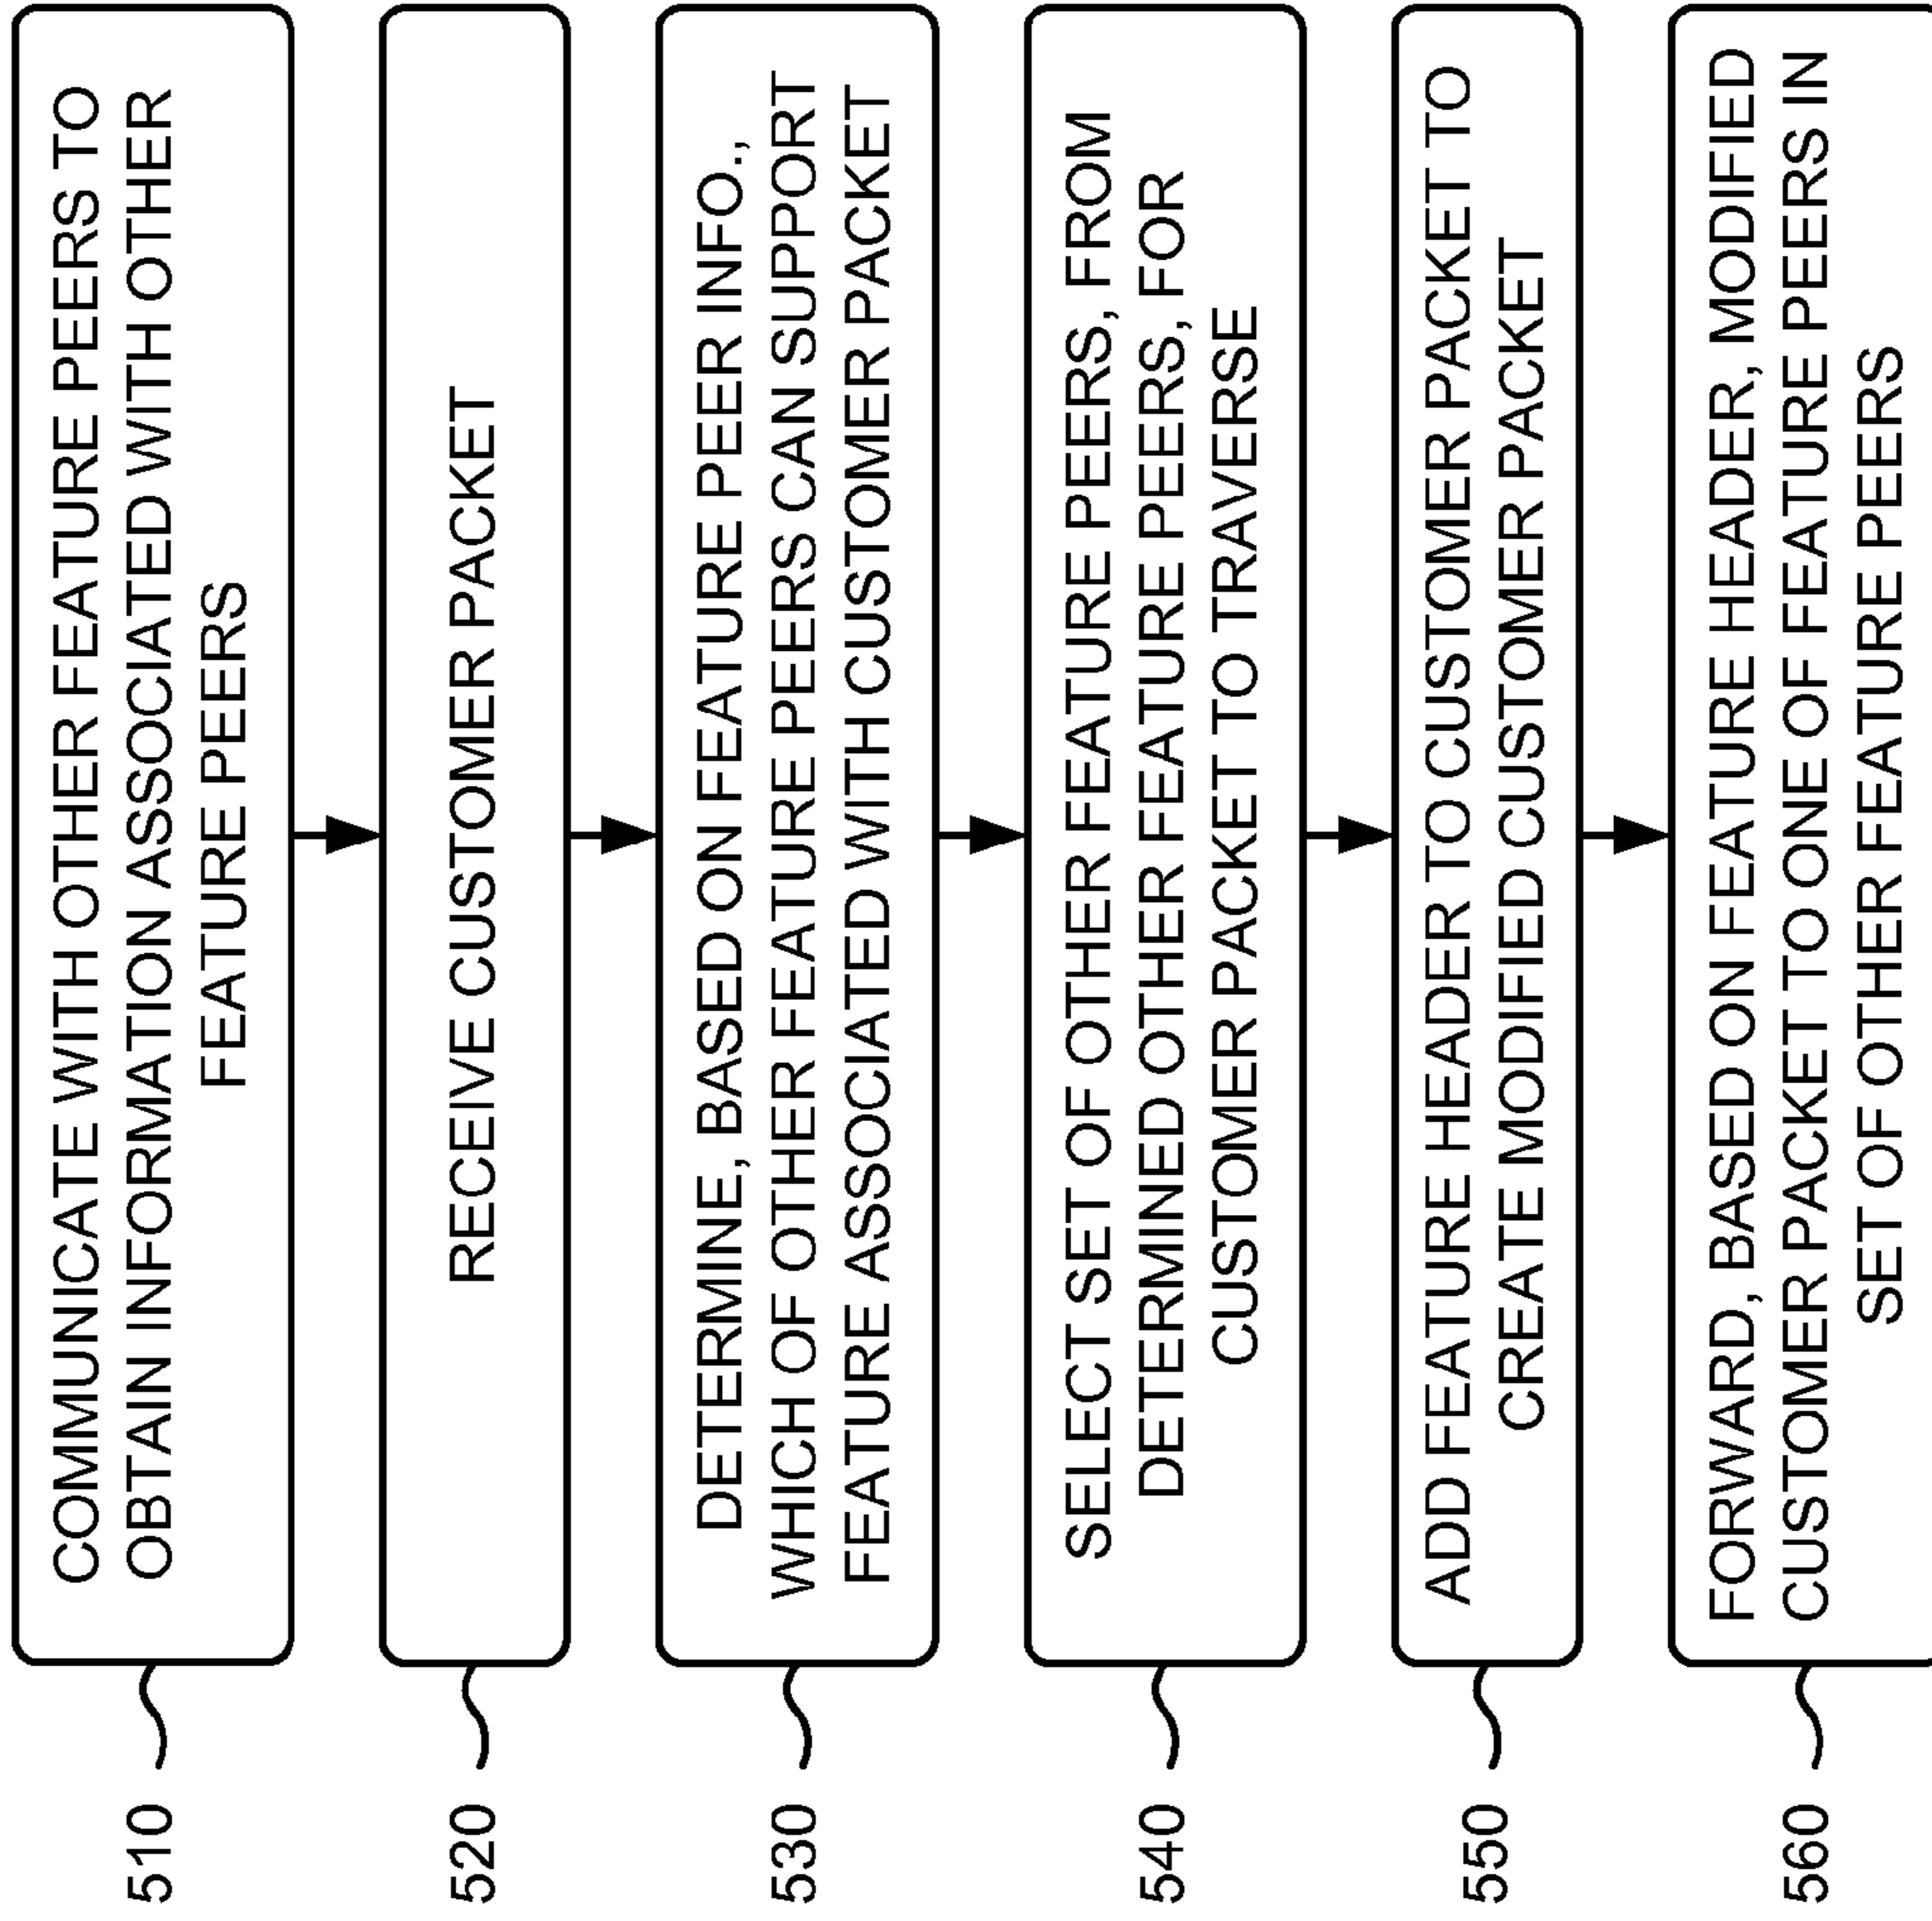 510
COMMUNICATE WITH OTHER FEATURE PEERS TO
OBTAIN INFORMATION ASSOCIATED WITH OTHER
FEATURE PEERS
520
RECEIVE CUSTOMER PACKET
530
DETERMINE, BASED ON FEATURE PEER INFO.,
WHICH OF OTHER FEATURE PEERS CAN SUPPORT
FEATURE ASSOCIATED WITH CUSTOMER PACKET
540
SELECT SET OF OTHER FEATURE PEERS, FROM
DETERMINED OTHER FEATURE PEERS, FOR
CUSTOMER PACKET TO TRAVERSE
550
ADD FEATURE HEADER TO CUSTOMER PACKET TO
CREATE MODIFIED CUSTOMER PACKET
560
FORWARD, BASED ON FEATURE HEADER, MODIFIED
CUSTOMER PACKET TO ONE OF FEATURE PEERS IN
SET OF OTHER FEATURE PEERS